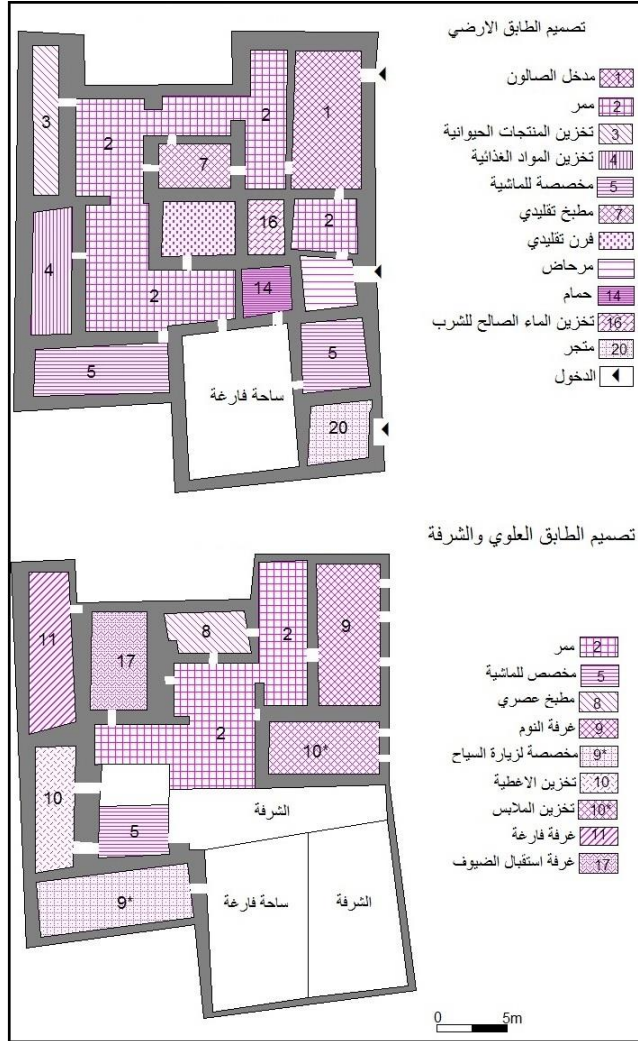 تصميم الطابق الارضي
1 مدخل الصالون
2 ممر
3 تخزين المنتجات الحيوانية
4 تخزين المواد الغذائية
5 مخصصة للماشية
7 مطبخ تقليدي
فرن تقليدي
مرحاض
14 حمام
16 تخزين الماء الصالح للشرب
20 متجر
الدخول
3
2
2
1
7
16
2
4
2
14
5
5
ساحة فارغة
20
تصميم الطابق العلوي والشرفة
2 ممر
5 مخصص للماشية
8 مطبخ عصري
9 غرفة النوم
9* مخصصة لزيارة السياح
10 تخزين الاغطية
10* تخزين الملابس
11 غرفة فارغة
17 غرفة استقبال الضيوف
11
17
8
2
9
2
10*
10
5
الشرفة
9*
ساحة فارغة
الشرفة
0 5m